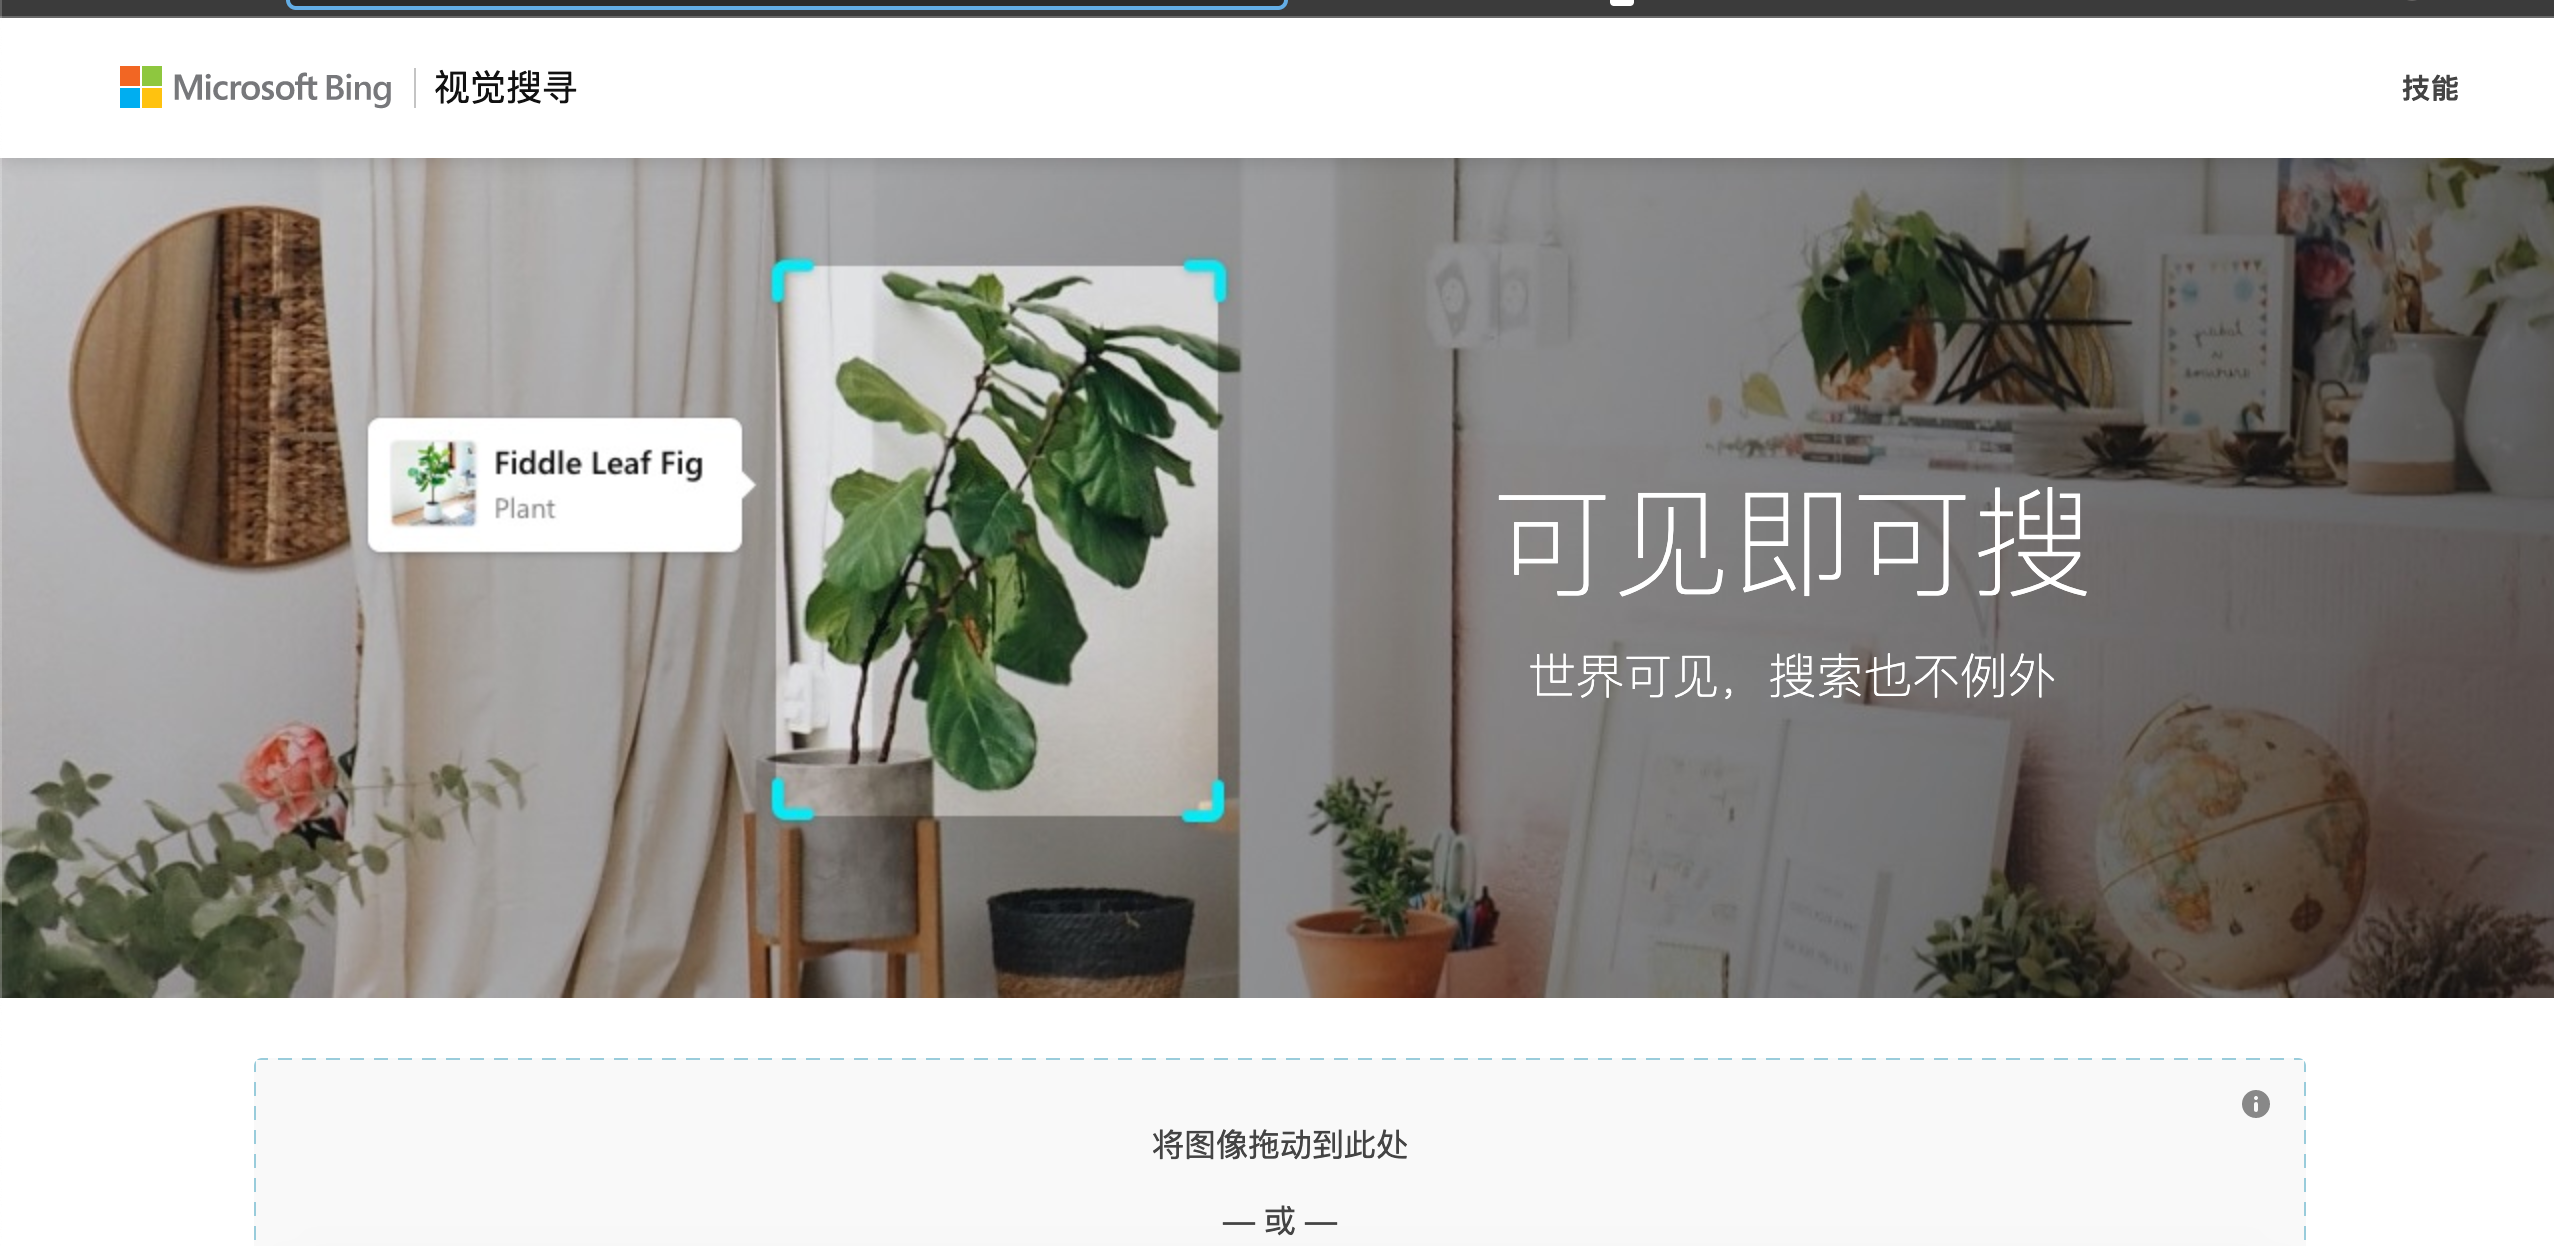 Microsoft Bing 视觉搜寻
技能
Fiddle Leaf Fig
Plant
可见即可搜
世界可见，搜索也不例外
将图像拖动到此处
— 或 —